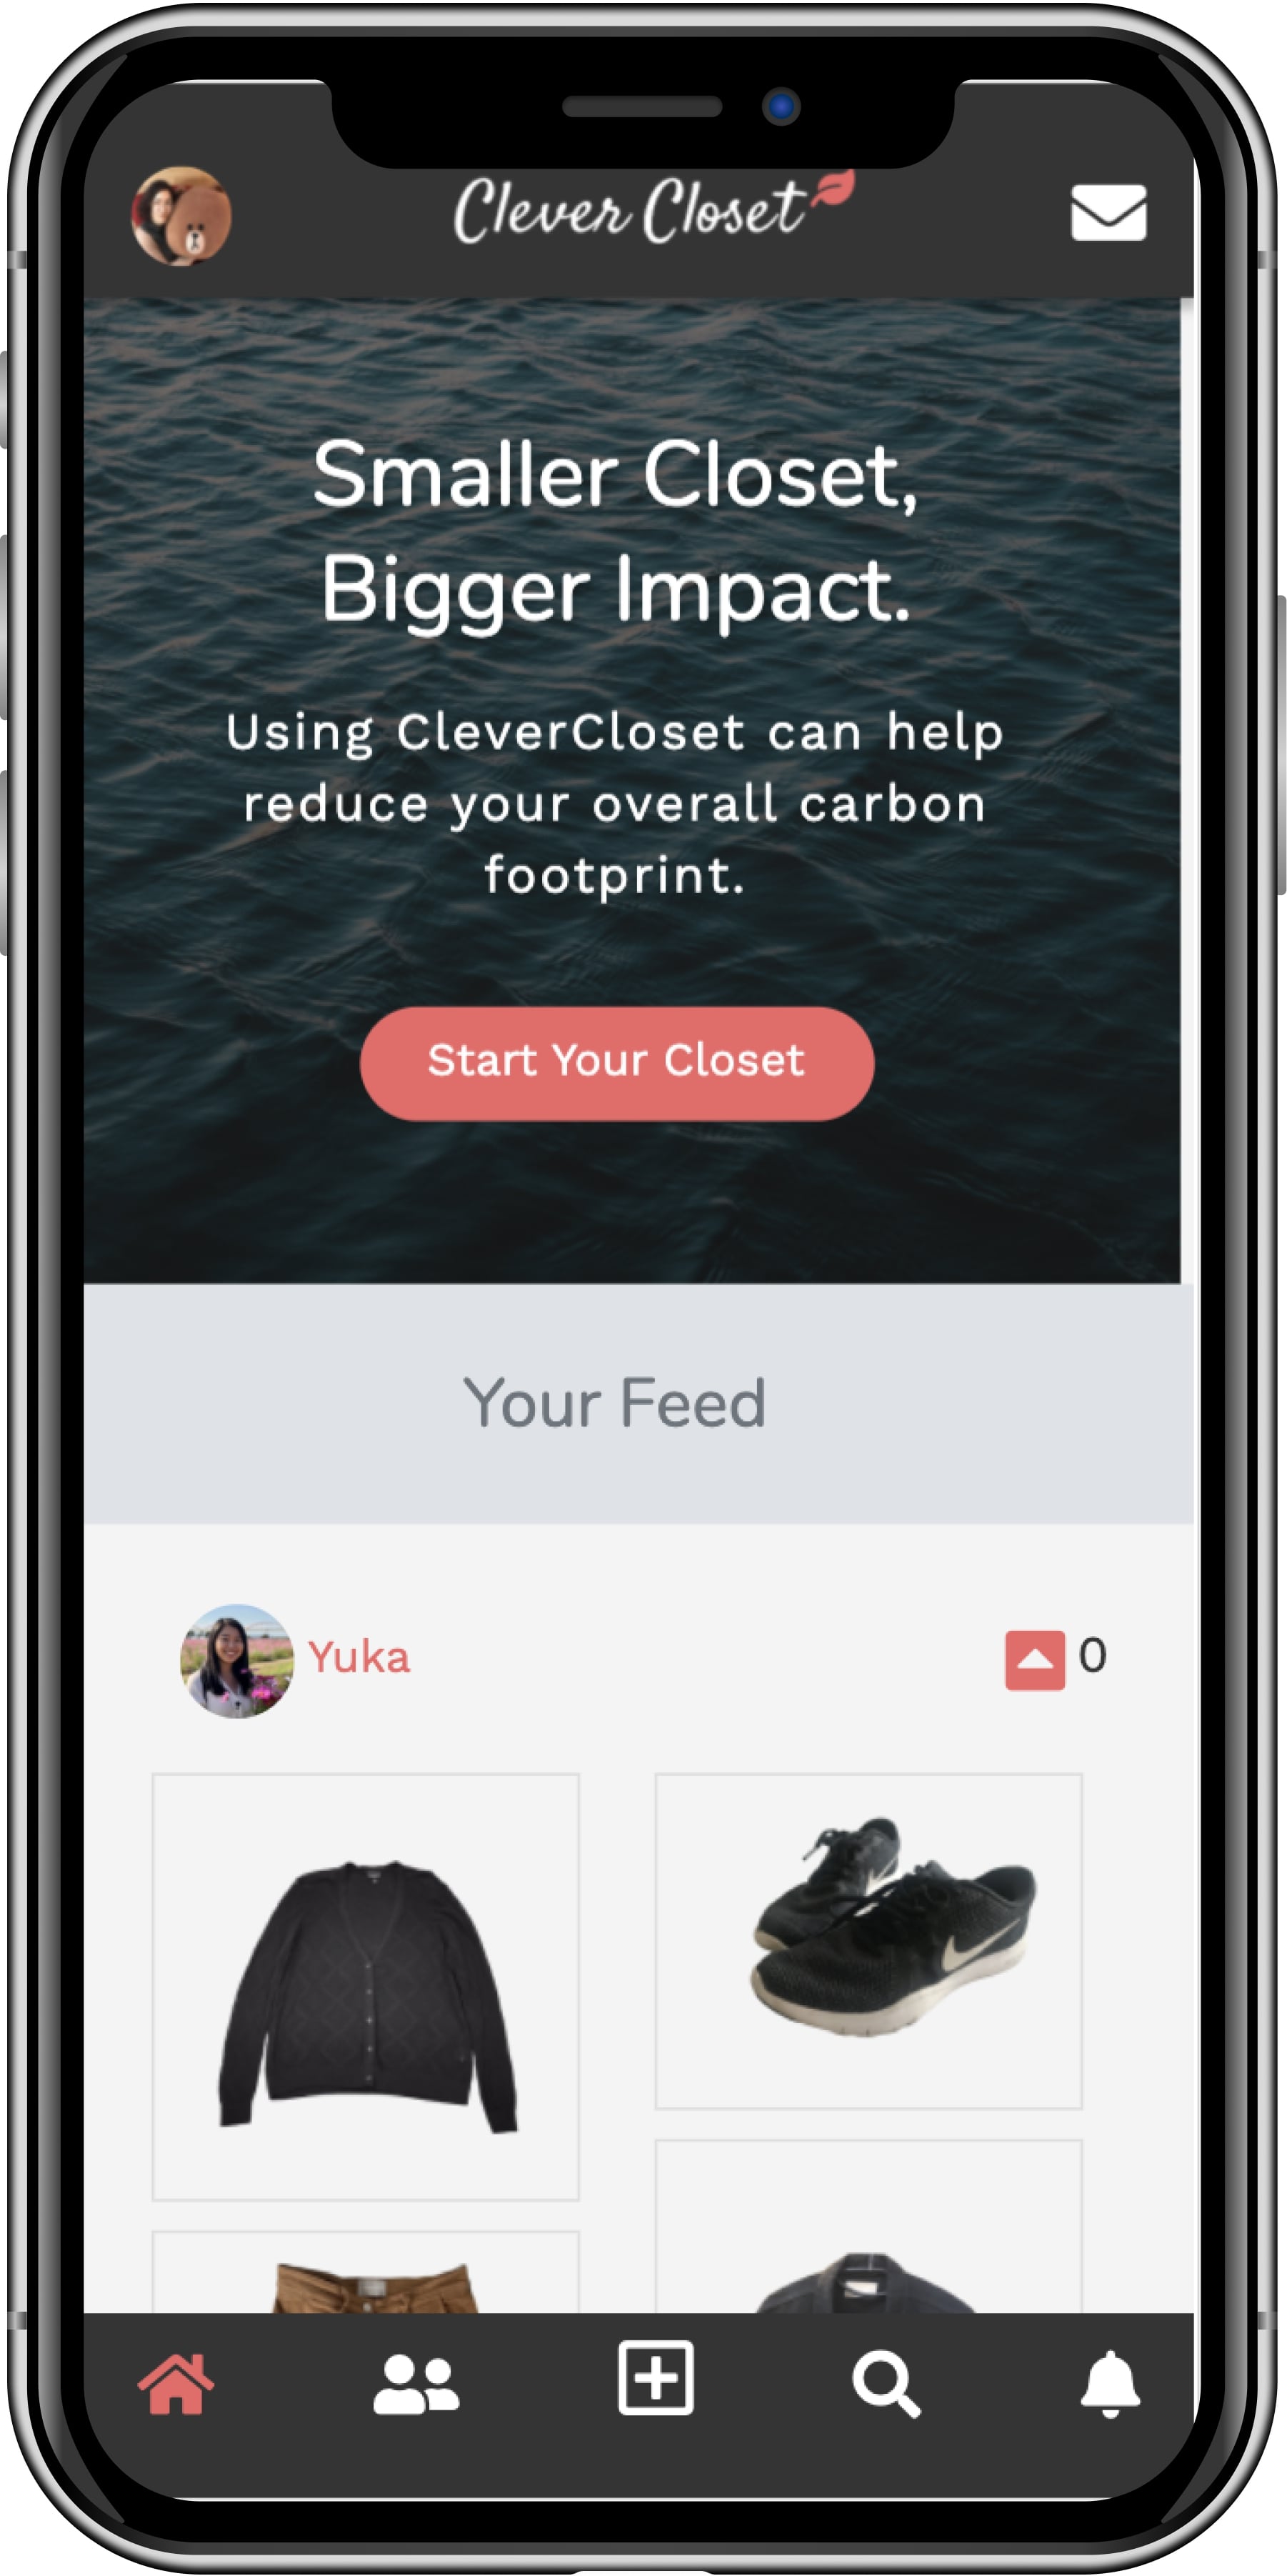 Clever Closet
Smaller Closet,
Bigger Impact.
Using CleverCloset can help
reduce your overall carbon
footprint.
Start Your Closet
Your Feed
Yuka
0